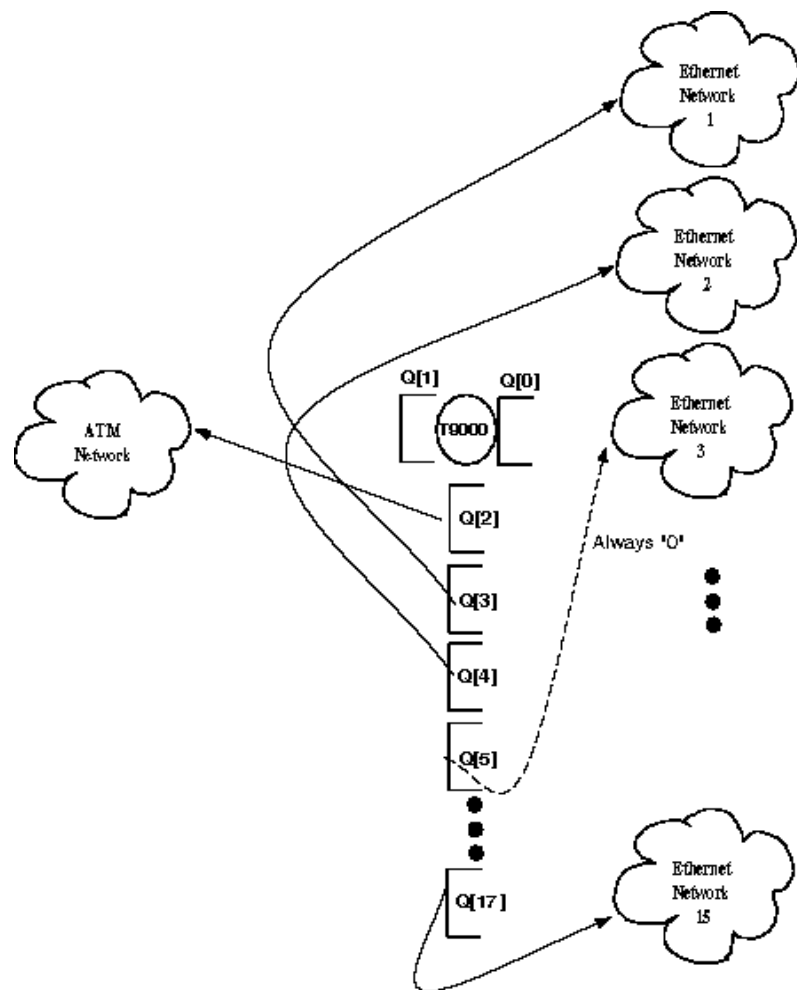 Ethernet
Network
1
Ethernet
Network
2
Q[1]
Q[0]
Ethernet
Network
3
ATM
Network
T9000
Q[2]
Always "0"
Q[3]
Q[4]
Q[5]
Q[17]
Ethernet
Network
15